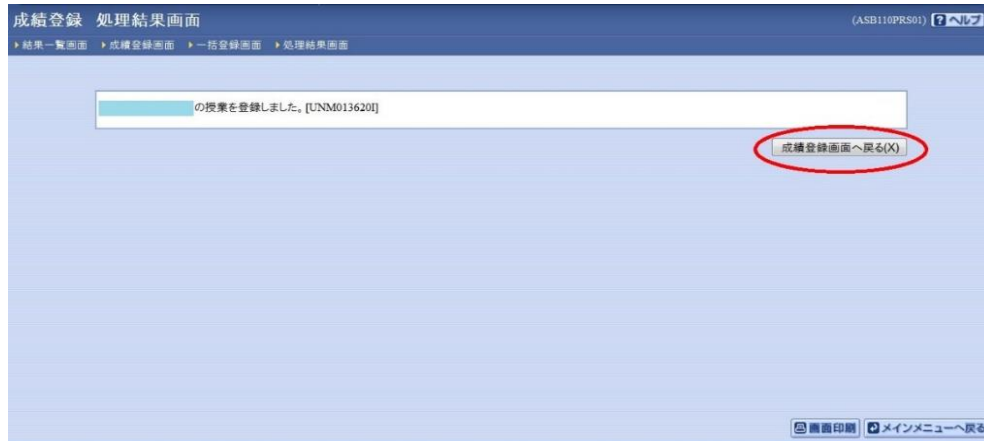 成績登録 処理結果画面
(ASB110PRS01) ?ヘルプ
結果一覧画面 成績登録画面 一括登録画面 処理結果画面
の授業を登録しました。[UNM013620I]
成績登録画面へ戻る(X)
画面印刷 メインメニューへ戻る